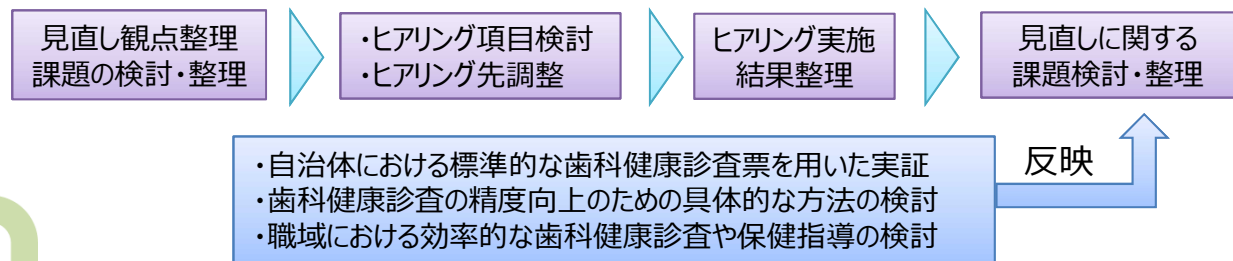 見直し観点整理
課題の検討・整理
・ヒアリング項目検討
・ヒアリング先調整
ヒアリング実施
結果整理
見直しに関する
課題検討・整理
・自治体における標準的な歯科健康診査票を用いた実証
・歯科健康診査の精度向上のための具体的な方法の検討
・職域における効率的な歯科健康診査や保健指導の検討
反映